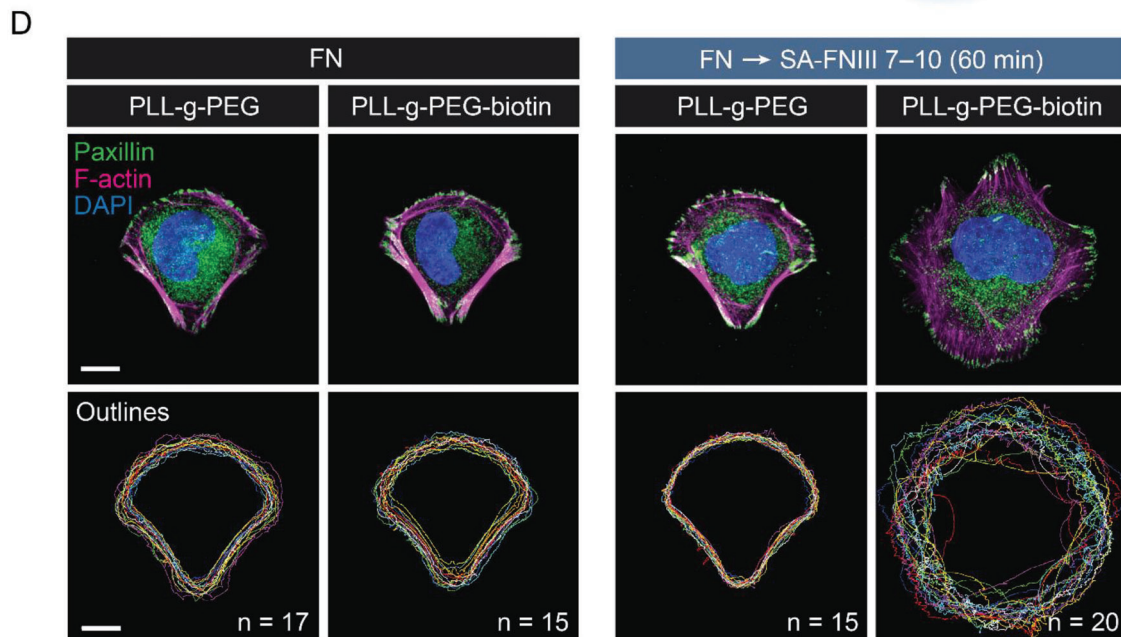 D
FN
FN → SA-FNIII 7–10 (60 min)
PLL-g-PEG
PLL-g-PEG-biotin
PLL-g-PEG
PLL-g-PEG-biotin
Paxillin
F-actin
DAPI
Outlines
n = 17
n = 15
n = 15
n = 20